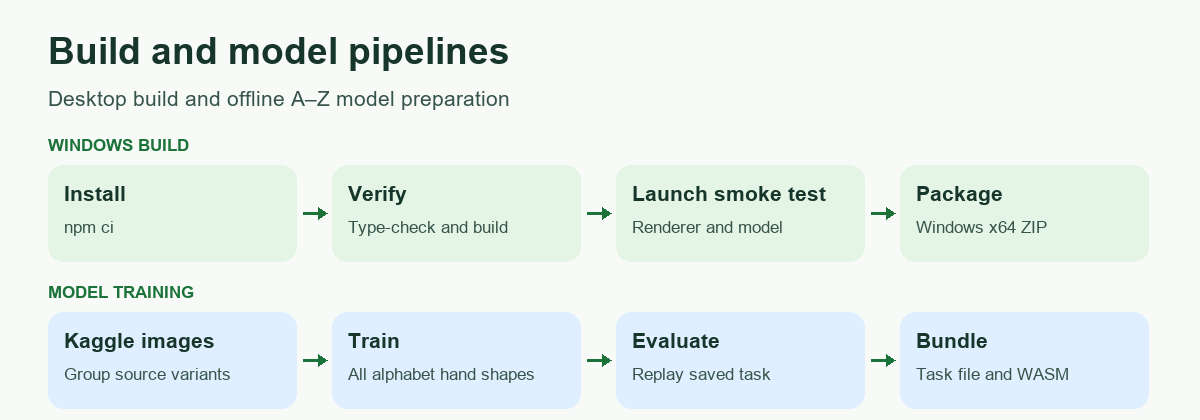 Build and model pipelines
Desktop build and offline A–Z model preparation
WINDOWS BUILD
Install
npm ci
Verify
Type-check and build
Launch smoke test
Renderer and model
Package
Windows x64 ZIP
MODEL TRAINING
Kaggle images
Group source variants
Train
All alphabet hand shapes
Evaluate
Replay saved task
Bundle
Task file and WASM